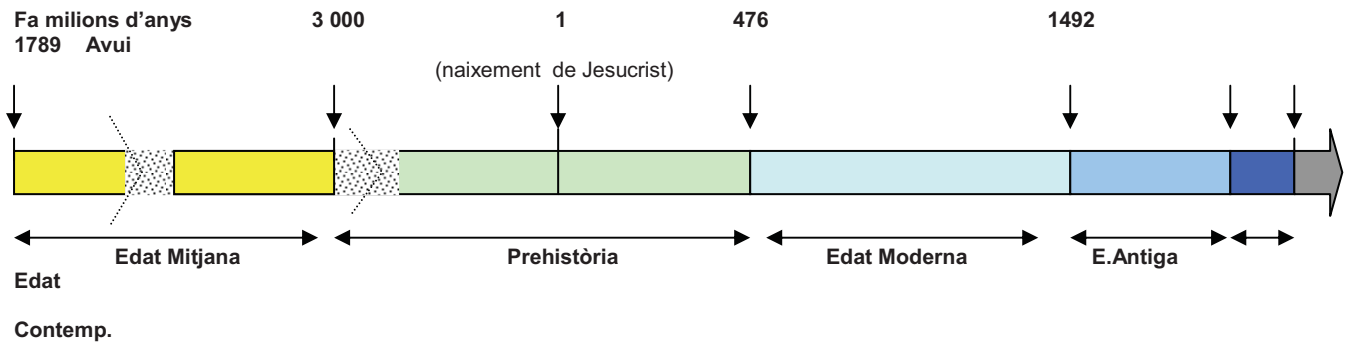 Fa milions d'anys 3 000 1 476 1492
1789 Avui
(naixement de Jesucrist)
Edat Mitjana Prehistòria Edat Moderna E.Antiga
Edat
Contemp.